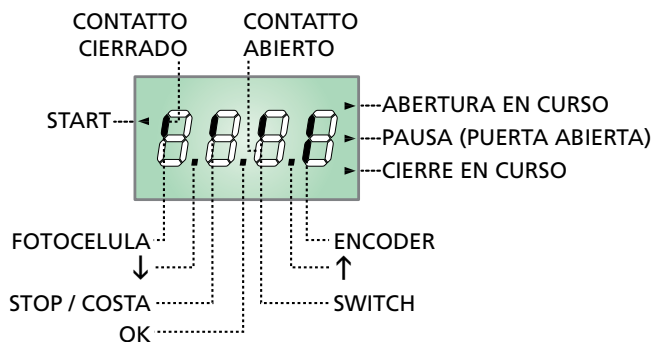 CONTATTO CIERRADO
CONTATTO ABIERTO
START
ABERTURA EN CURSO
PAUSA (PUERTA ABIERTA)
CIERRE EN CURSO
FOTOCELULA
↓
STOP / COSTA
OK
ENCODER
↑
SWITCH